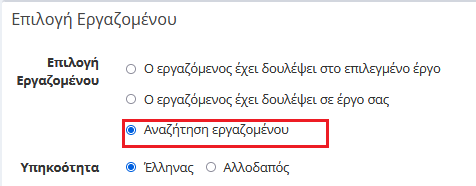 Επιλογή Εργαζομένου
Επιλογή Εργαζομένου
Ο εργαζόμενος έχει δουλέψει στο επιλεγμένο έργο
Ο εργαζόμενος έχει δουλέψει σε έργο σας
Αναζήτηση εργαζομένου
Υπηκοότητα Έλληνας Αλλοδαπός